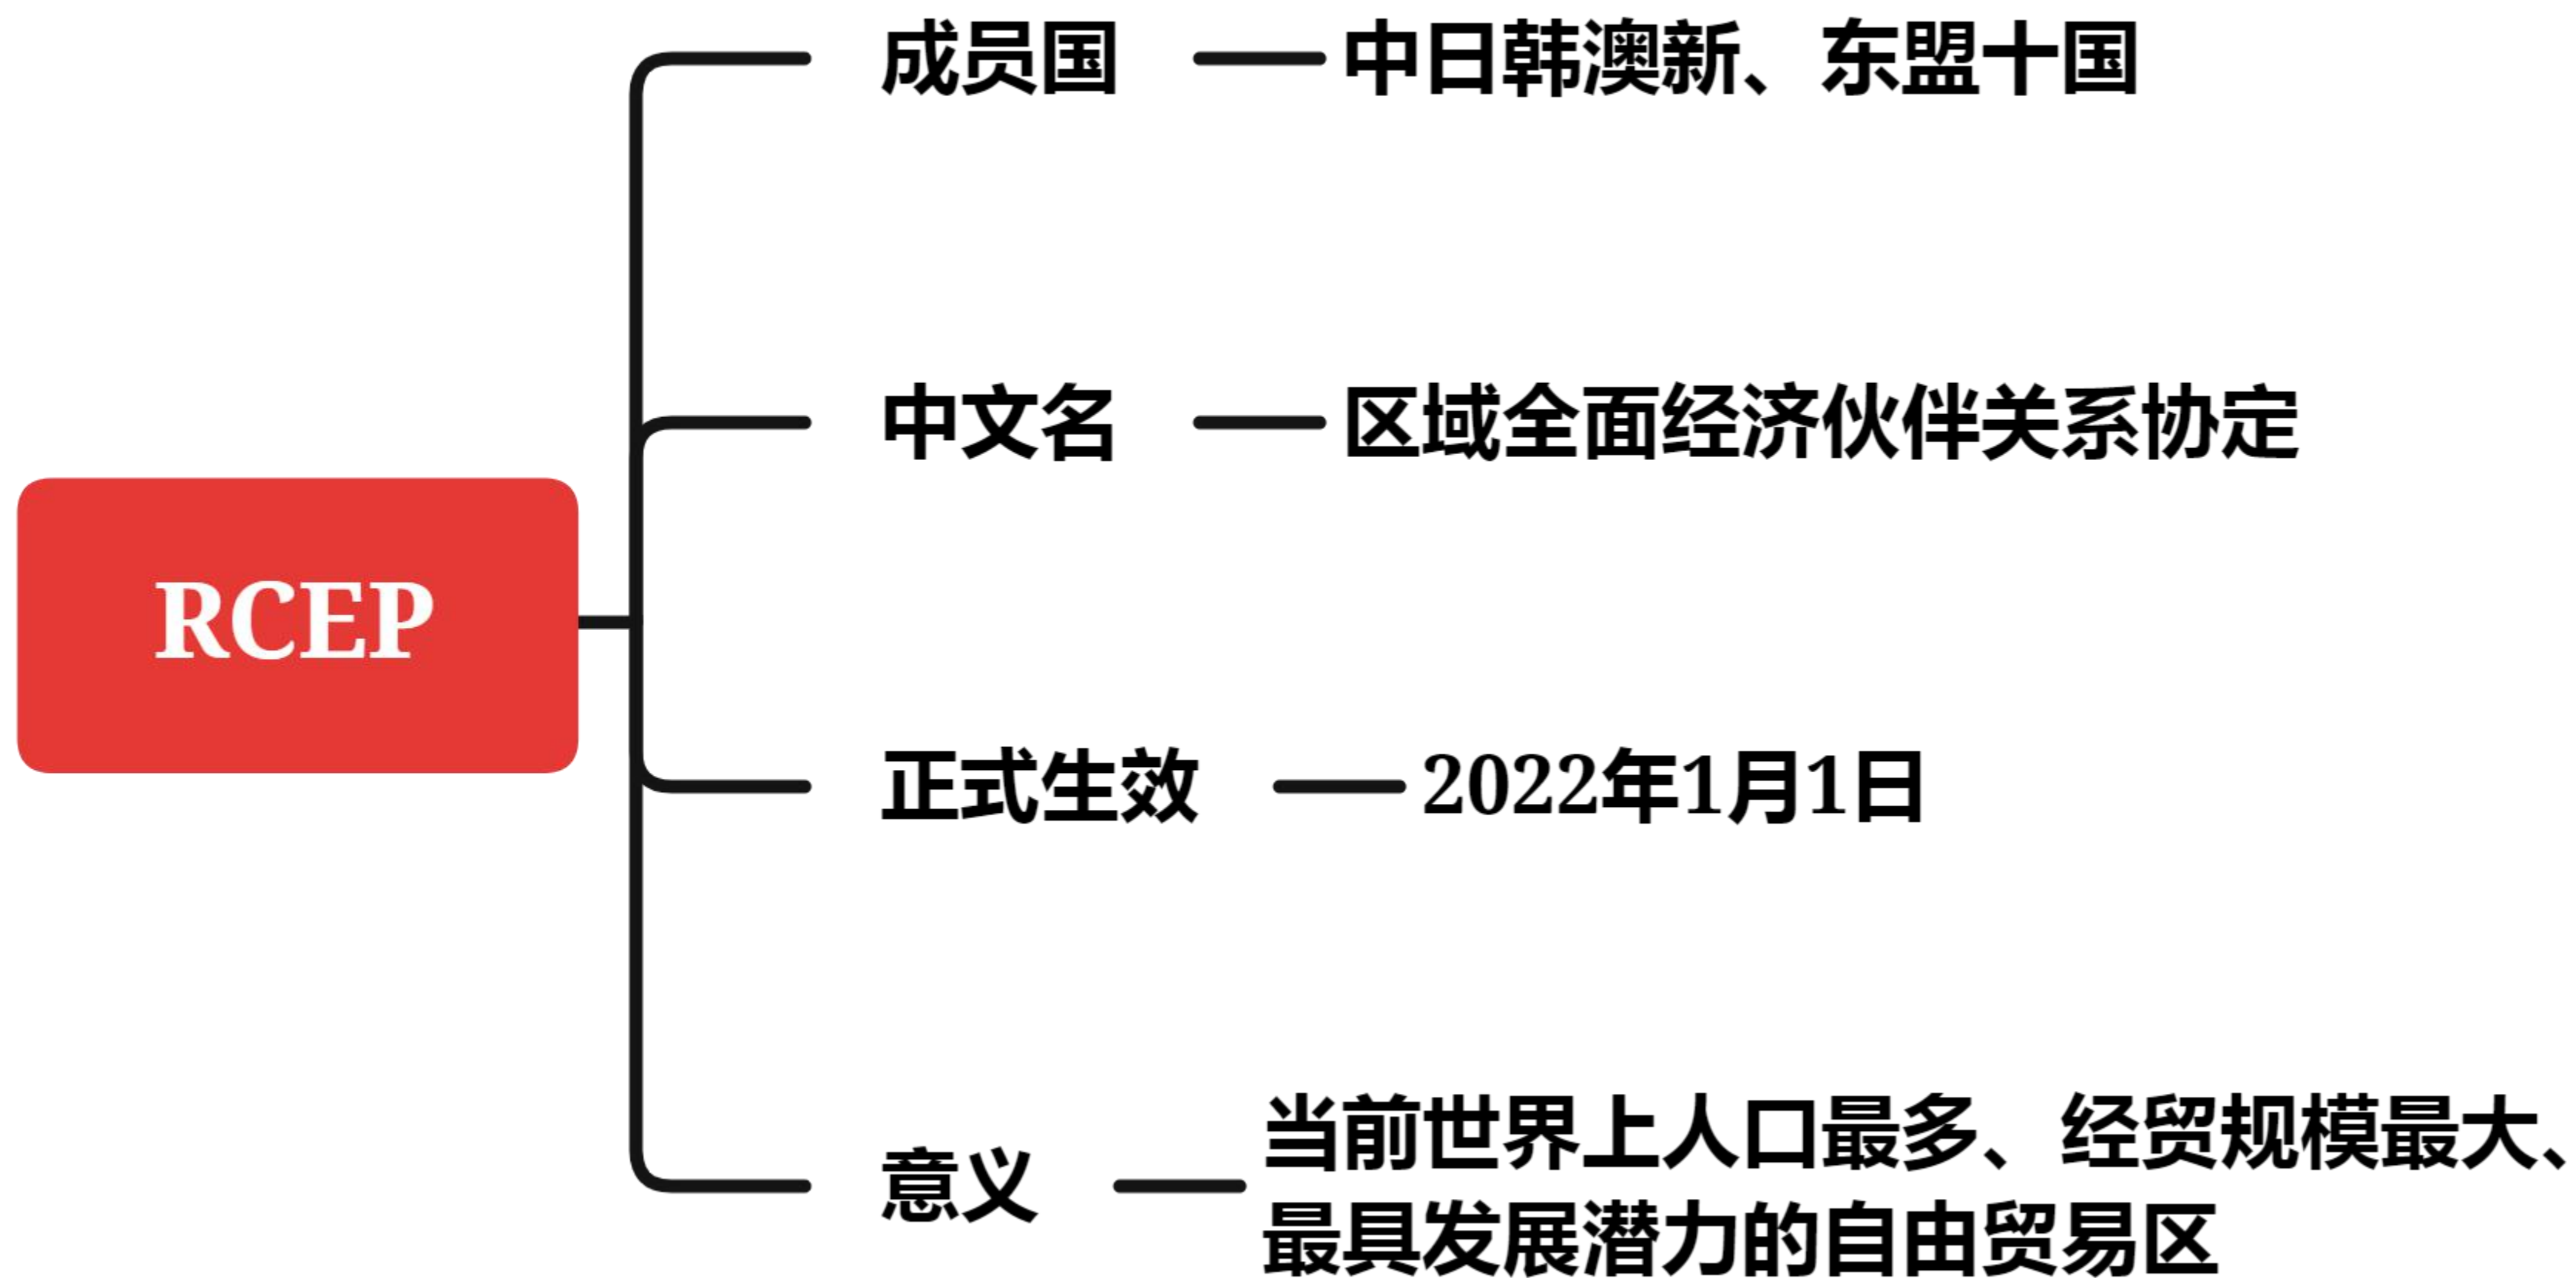 RCEP
成员国
中日韩澳新、东盟十国
中文名
区域全面经济伙伴关系协定
正式生效
2022年1月1日
意义
当前世界上人口最多、经贸规模最大、
最具发展潜力的自由贸易区